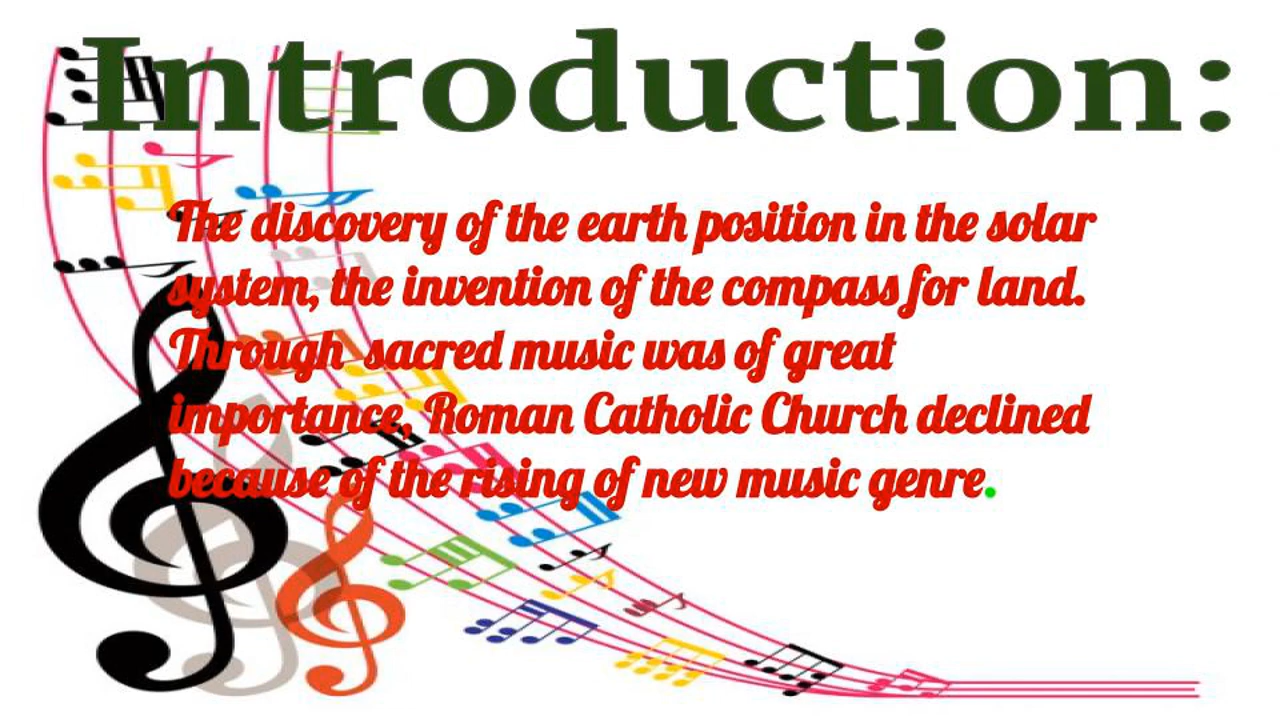 Introduction:
The discovery of the earth position in the solar
system, the invention of the compass for land.
Through sacred music was of great
importance, Roman Catholic Church declined
because of the rising of new music genre.